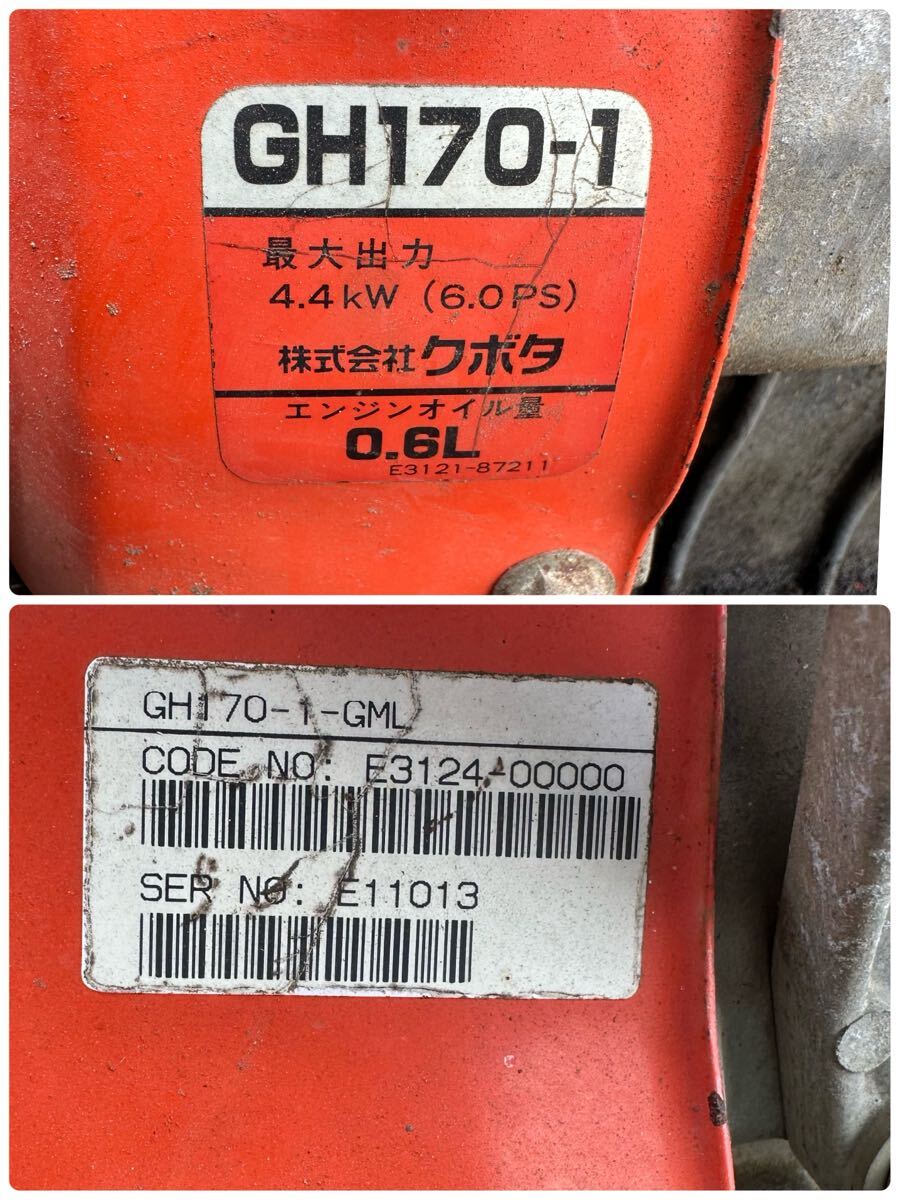 GH170-1
最大出力
4.4kW (6.0PS)
株式会社クボタ
エンジンオイル量
0.6L
E3121-87211
GH170-1-GML
CODE NO: E3124-00000
SER NO: E11013